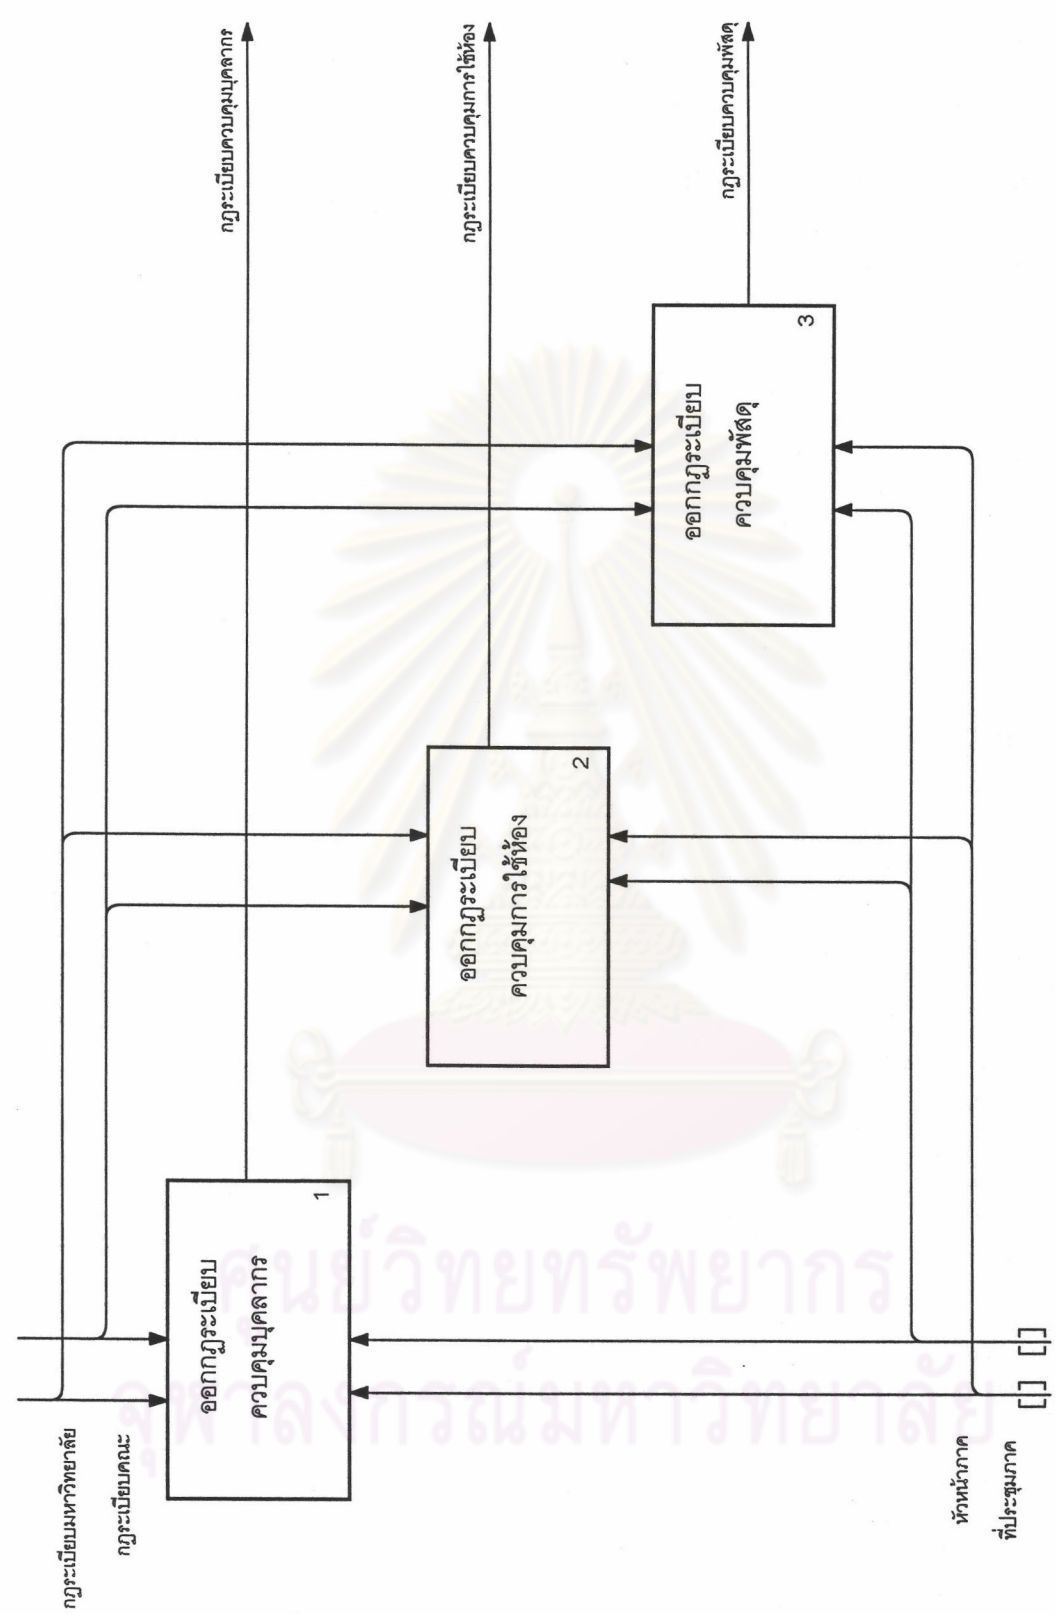 กฎระเบียบมหาวิทยาลัย
กฎระเบียบคณะ
ออกกฎระเบียบ
ควบคุมบุคลากร
1
กฎระเบียบควบคุมบุคลากร
ออกกฎระเบียบ
ควบคุมการใช้ห้อง
2
กฎระเบียบควบคุมการใช้ห้อง
ออกกฎระเบียบ
ควบคุมพัสดุ
3
กฎระเบียบควบคุมพัสดุ
หัวหน้าภาค
ที่ประชุมภาค
ศูนย์วิทยทรัพยากร
จุฬาลงกรณ์มหาวิทยาลัย